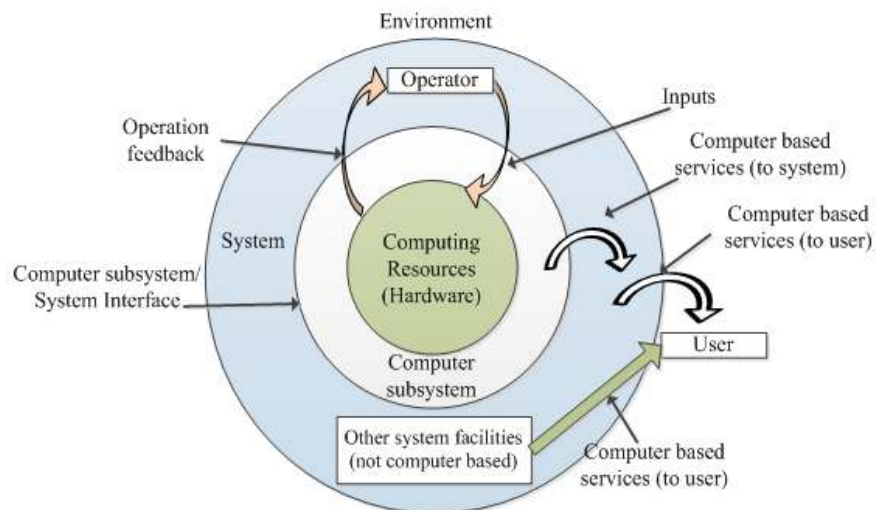 Environment
Operator
Inputs
Operation
feedback
Computer based
services (to system)
Computer based
services (to user)
System
Computing
Resources
(Hardware)
Computer subsystem/
System Interface
User
Computer
subsystem
Other system facilities
(not computer based)
Computer based
services (to user)